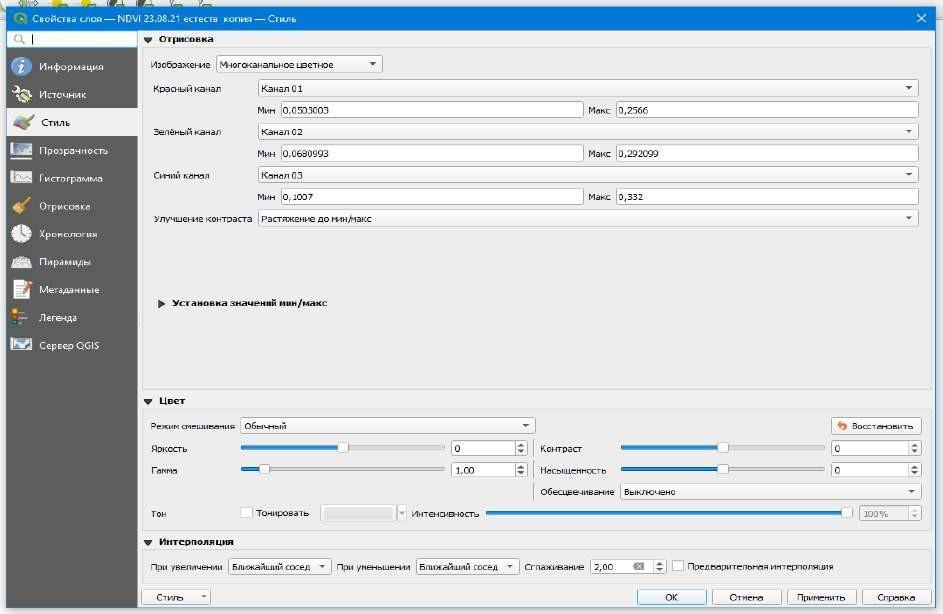 Свойства слоя — NDVI 23.08.21 естеств копия — Стиль
Информация
Источник
Стиль
Прозрачность
Гистограмма
Отрисовка
Хронология
Пирамиды
Метаданные
Легенда
Сервер QGIS
Отрисовка
Изображение Многоканальное цветное
Красный канал Канал 01
Мин 0,0503003 Макс 0,2566
Зелёный канал Канал 02
Мин 0,0680993 Макс 0,292099
Синий канал Канал 03
Мин 0,1007 Макс 0,332
Улучшение контраста Растяжение до мин/макс
Установка значений мин/макс
Цвет
Режим смешивания Обычный Восстановить
Яркость 0 Контраст 0
Гамма 1,00 Насыщенность 0
Обесцвечивание Выключено
Тон Тонировать Интенсивность 100%
Интерполяция
При увеличении Ближайший сосед При уменьшении Ближайший сосед Сглаживание 2,00 Предварительная интерполяция
Стиль OK Отмена Применить Справка